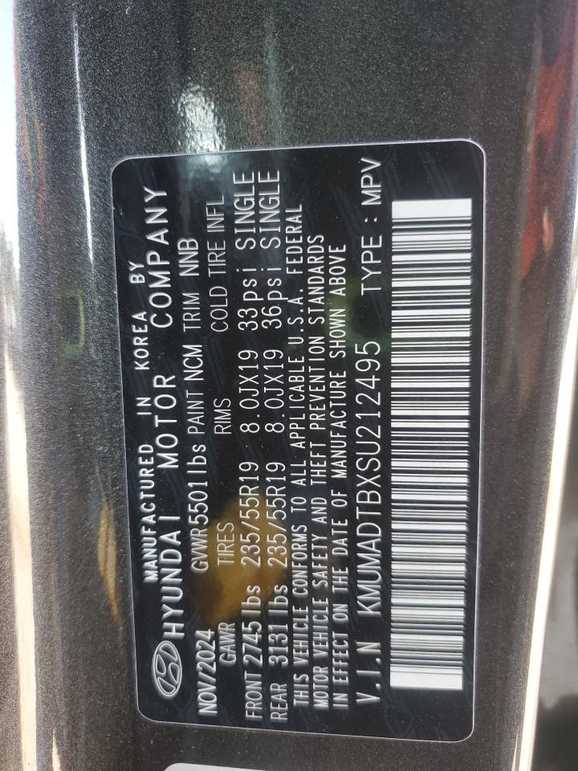 MANUFACTURED IN KOREA BY
HYUNDAI MOTOR COMPANY
NOV/2024 GVWR 5501 lbs PAINT NCM TRIM NNB
GAWR TIRES RIMS COLD TIRE INFL
FRONT 2745 lbs 235/55R19 8.0JX19 33psi SINGLE
REAR 3131 lbs 235/55R19 8.0JX19 36psi SINGLE
THIS VEHICLE CONFORMS TO ALL APPLICABLE U.S.A. FEDERAL
MOTOR VEHICLE SAFETY AND THEFT PREVENTION STANDARDS
IN EFFECT ON THE DATE OF MANUFACTURE SHOWN ABOVE
V.I.N KMUMADTBXSU212495 TYPE : MPV